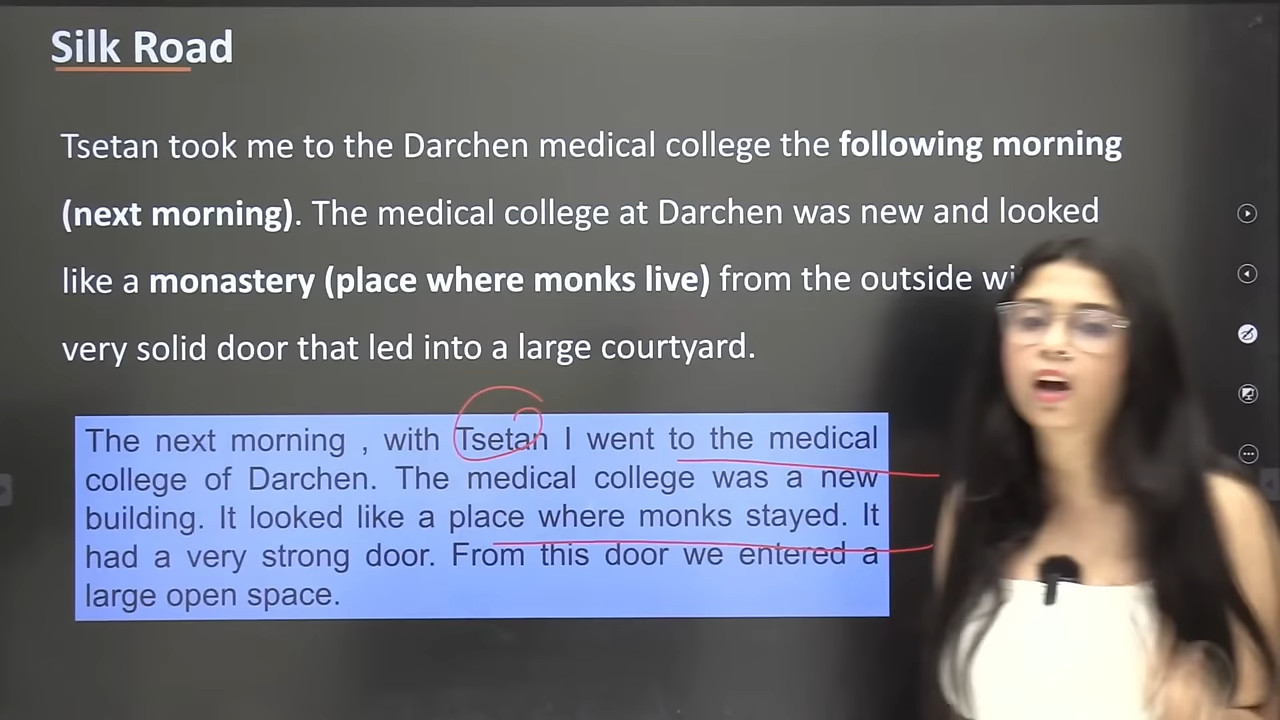 Silk Road
Tsetan took me to the Darchen medical college the following morning
(next morning). The medical college at Darchen was new and looked
like a monastery (place where monks live) from the outside
very solid door that led into a large courtyard.
The next morning , with Tsetan I went to the medical
college of Darchen. The medical college was a new
building. It looked like a place where monks stayed. It
had a very strong door. From this door we entered a
large open space.